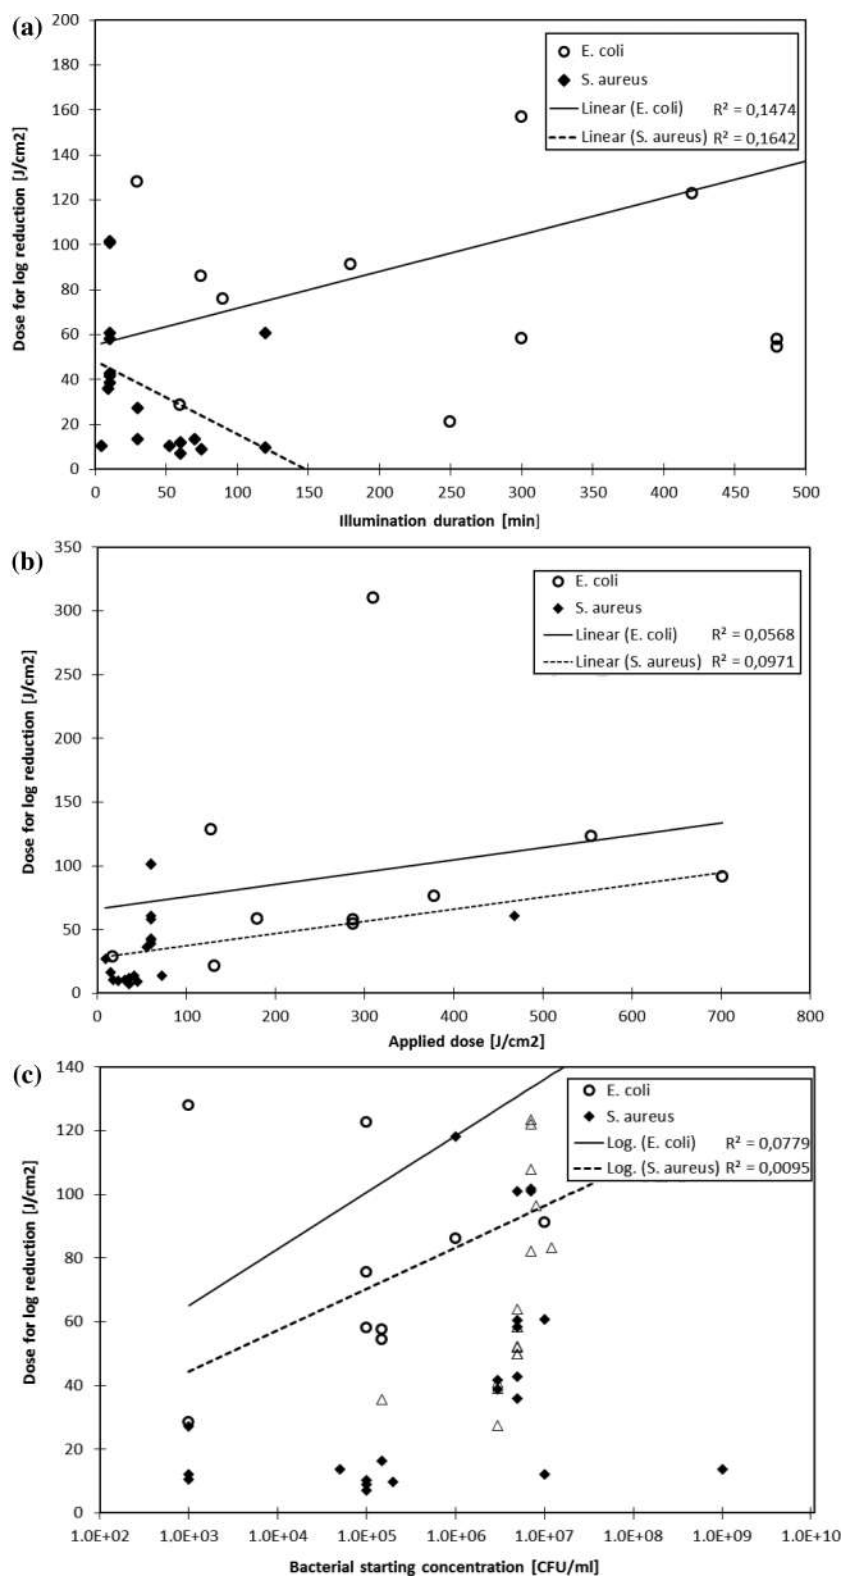 (a)
Dose for log reduction [J/cm2]
200
180
160
140
120
100
80
60
40
20
0
E. coli
S. aureus
Linear (E. coli) R² = 0,1474
Linear (S. aureus) R² = 0,1642
0 50 100 150 200 250 300 350 400 450 500
Illumination duration [min]
(b)
Dose for log reduction [J/cm2]
350
300
250
200
150
100
50
0
E. coli
S. aureus
Linear (E. coli) R² = 0,0568
Linear (S. aureus) R² = 0,0971
0 100 200 300 400 500 600 700 800
Applied dose [J/cm2]
(c)
Dose for log reduction [J/cm2]
140
120
100
80
60
40
20
0
E. coli
S. aureus
Log. (E. coli) R² = 0,0779
Log. (S. aureus) R² = 0,0095
1.0E+02 1.0E+03 1.0E+04 1.0E+05 1.0E+06 1.0E+07 1.0E+08 1.0E+09 1.0E+10
Bacterial starting concentration [CFU/ml]